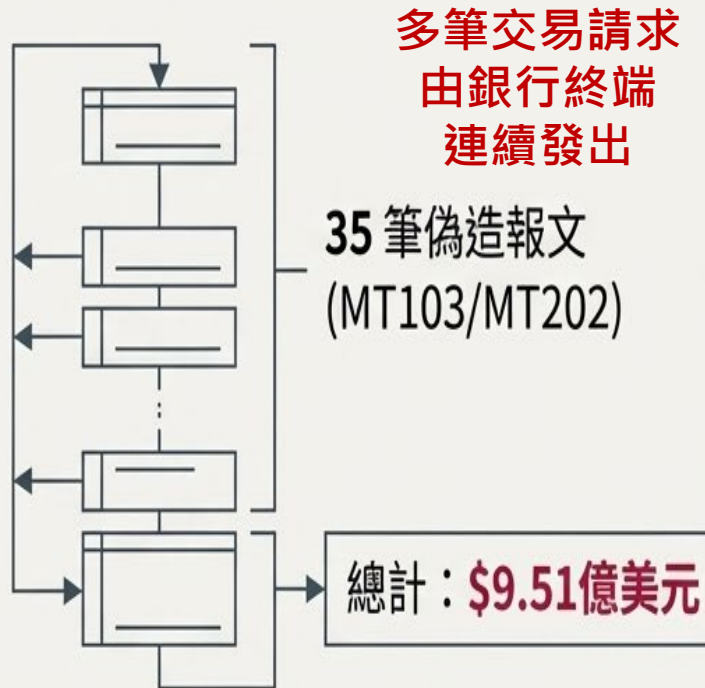 多筆交易請求
由銀行終端
連續發出
35 筆偽造報文
(MT103/MT202)
總計：$9.51億美元